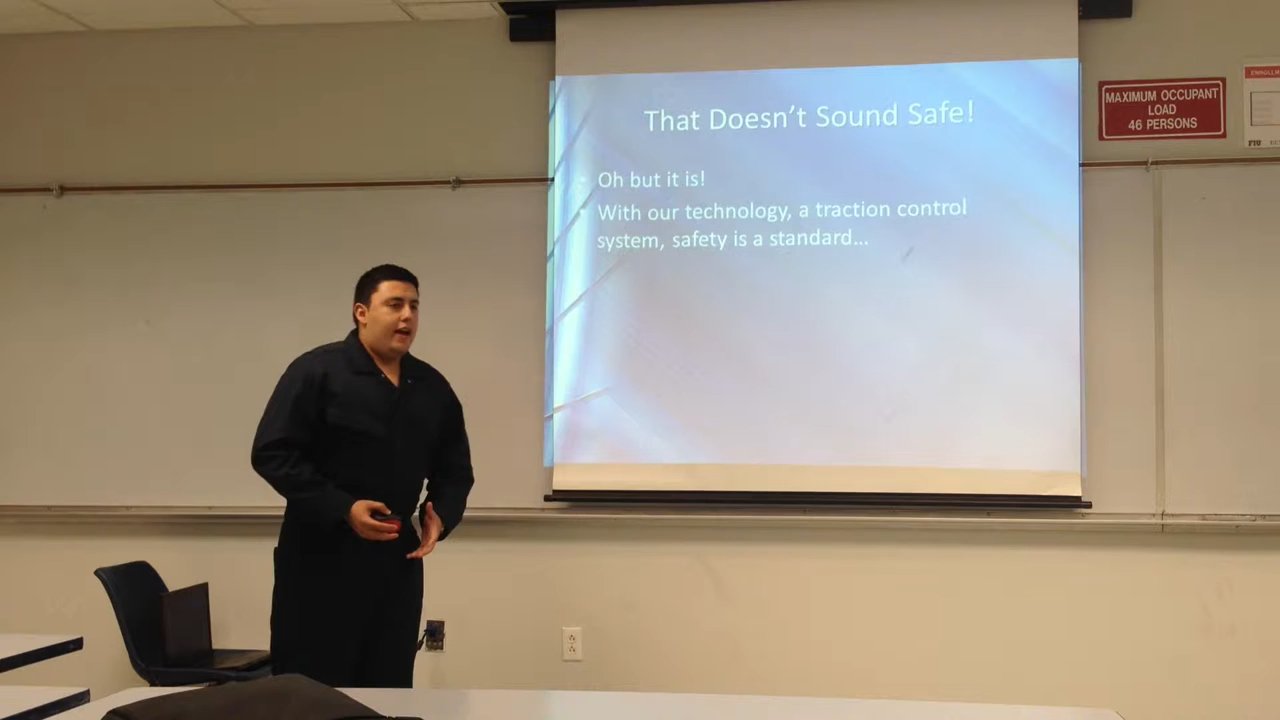 That Doesn't Sound Safe!
Oh but it is!
With our technology, a traction control
system, safety is a standard...
MAXIMUM OCCUPANT
LOAD
46 PERSONS
FIU